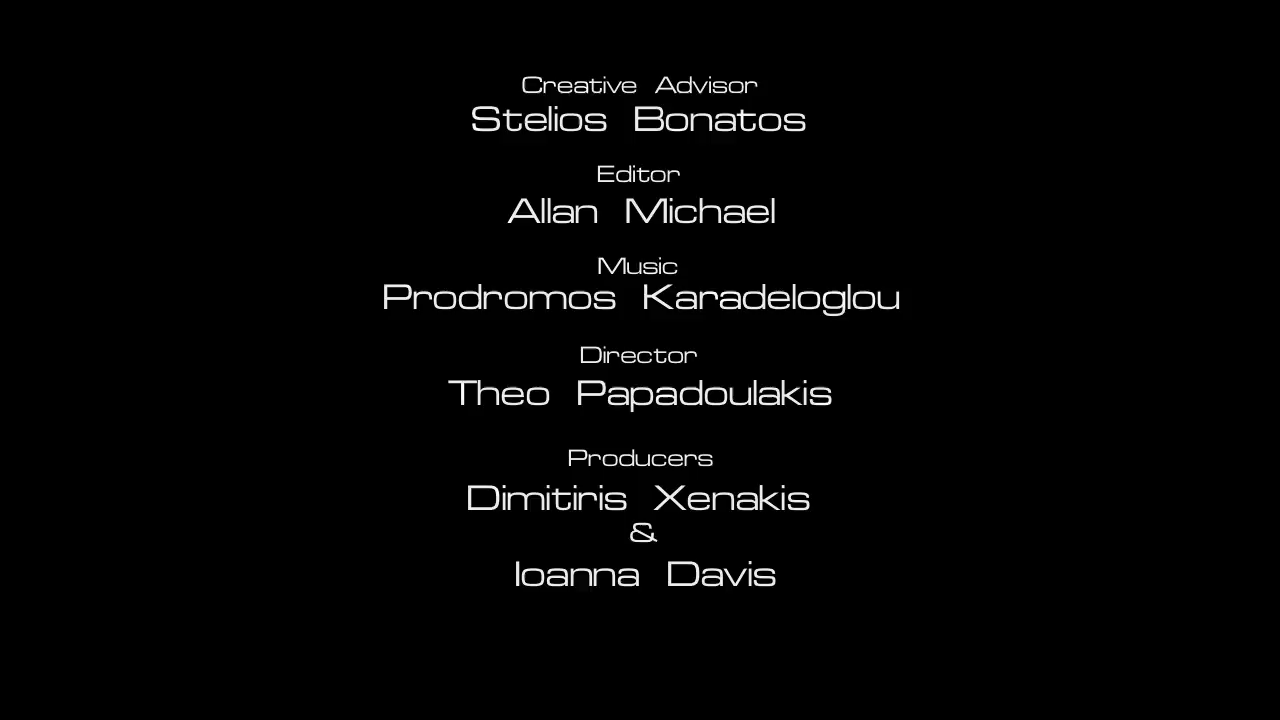 Creative Advisor
Stelios Bonatos
Editor
Allan Michael
Music
Prodromos Karadeloglou
Director
Theo Papadoulakis
Producers
Dimitiris Xenakis
&
Ioanna Davis